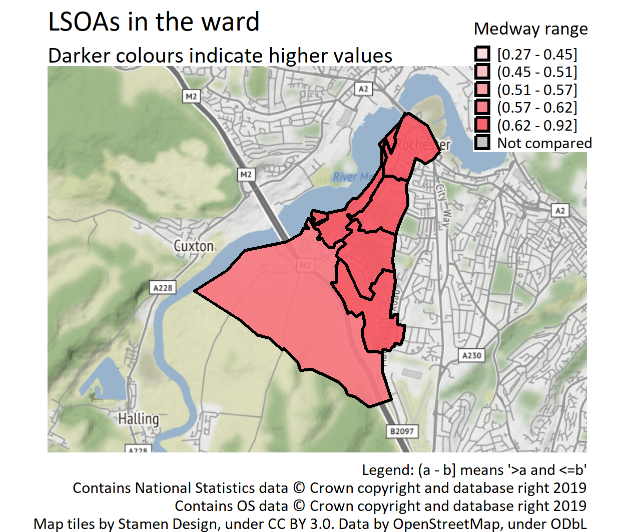 LSOAs in the ward
Darker colours indicate higher values
Medway range
[0.27 - 0.45]
(0.45 - 0.51]
(0.51 - 0.57]
(0.57 - 0.62]
(0.62 - 0.92]
Not compared
M2
A2
Rochester
River
M2
City Way
A2
Cuxton
M2
A228
A230
Halling
B2097
A228
Legend: (a - b] means '>a and <=b'
Contains National Statistics data © Crown copyright and database right 2019
Contains OS data © Crown copyright and database right 2019
Map tiles by Stamen Design, under CC BY 3.0. Data by OpenStreetMap, under ODbL